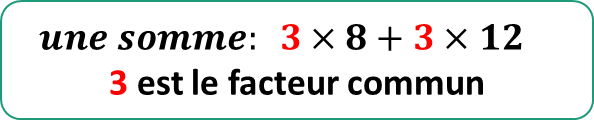 une somme: 3 × 8 + 3 × 12
3 est le facteur commun